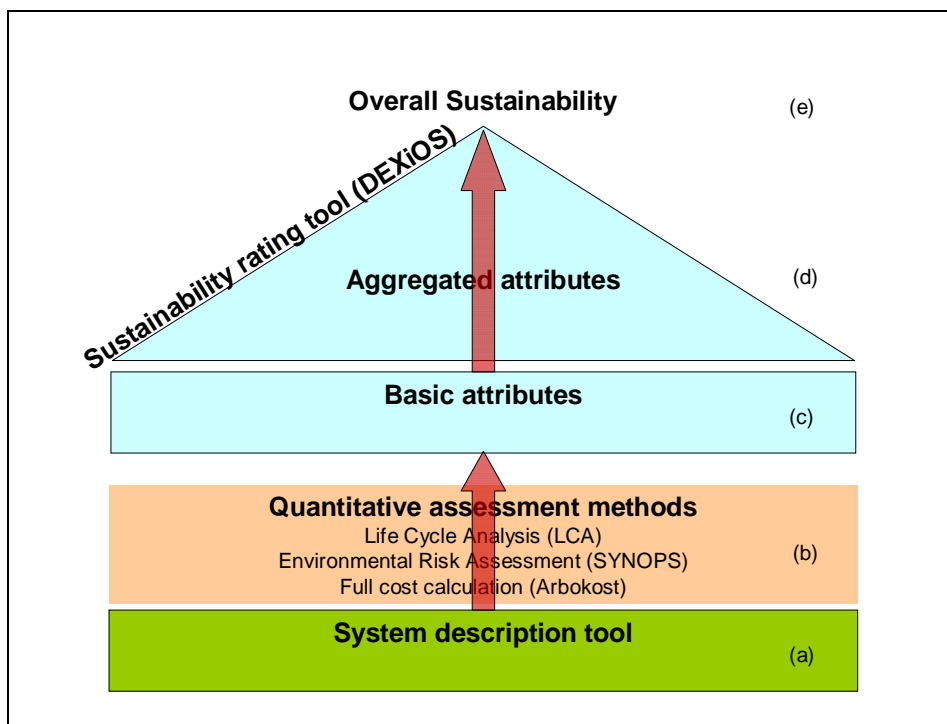 Overall Sustainability
(e)
Sustainability rating tool (DEXiOS)
Aggregated attributes
(d)
Basic attributes
(c)
Quantitative assessment methods
Life Cycle Analysis (LCA)
Environmental Risk Assessment (SYNOPS)
(b)
Full cost calculation (Arbokost)
System description tool
(a)